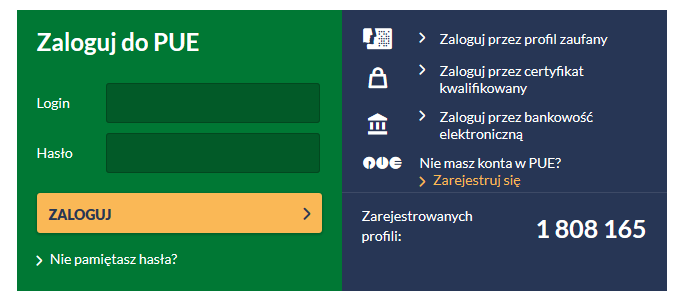 Zaloguj do PUE
Login
Hasło
ZALOGUJ
Nie pamiętasz hasła?
Zaloguj przez profil zaufany
Zaloguj przez certyfikat
kwalifikowany
Zaloguj przez bankowość
elektroniczną
PUE
Nie masz konta w PUE?
Zarejestruj się
Zarejestrowanych
profili:
1 808 165